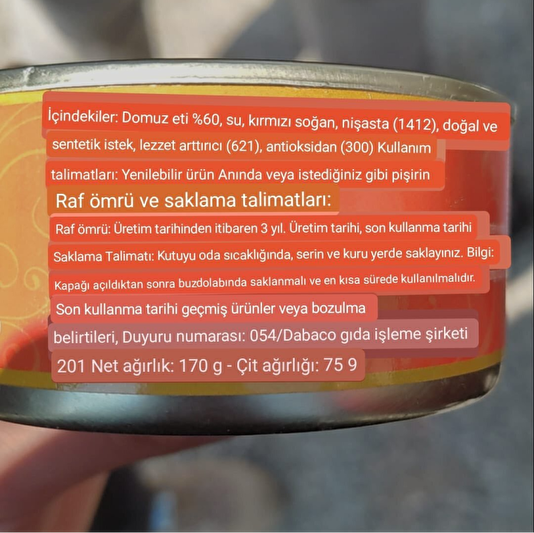 İçindekiler: Domuz eti %60, su, kırmızı soğan, nişasta (1412), doğal ve
sentetik istek, lezzet arttırıcı (621), antioksidan (300) Kullanım
talimatları: Yenilebilir ürün Anında veya istediğiniz gibi pişirin
Raf ömrü ve saklama talimatları:
Raf ömrü: Üretim tarihinden itibaren 3 yıl. Üretim tarihi, son kullanma tarihi
Saklama Talimatı: Kutuyu oda sıcaklığında, serin ve kuru yerde saklayınız. Bilgi:
Kapağı açıldıktan sonra buzdolabında saklanmalı ve en kısa sürede kullanılmalıdır.
Son kullanma tarihi geçmiş ürünler veya bozulma
belirtileri, Duyuru numarası: 054/Dabaco gıda işleme şirketi
201 Net ağırlık: 170 g - Çit ağırlığı: 75 9